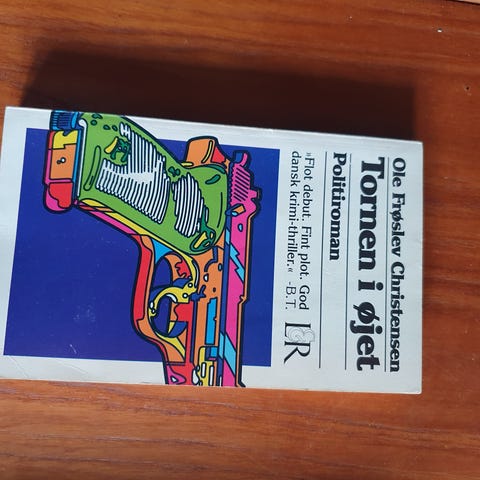 Ole Frøslev Christensen
Tornen i øjet
Politiroman
»Flot debut. Fint plot. God
dansk krimi-thriller.« -B.T.
L&R